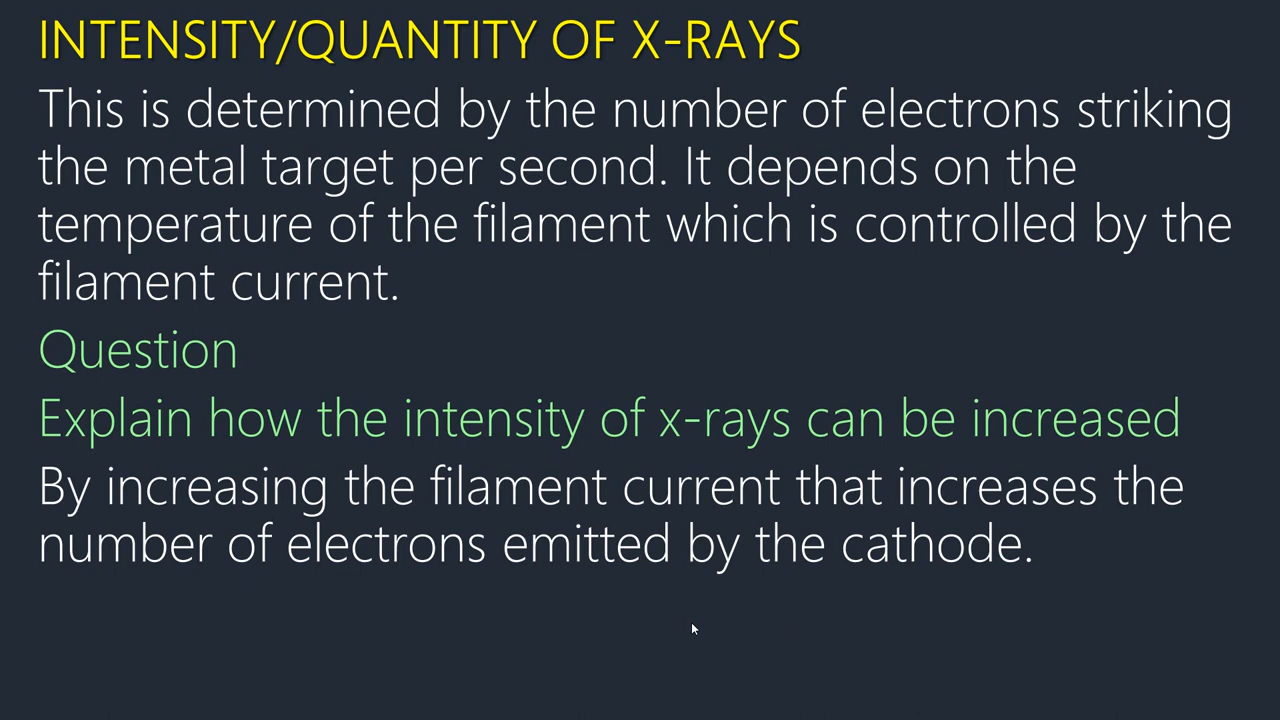 INTENSITY/QUANTITY OF X-RAYS
This is determined by the number of electrons striking
the metal target per second. It depends on the
temperature of the filament which is controlled by the
filament current.
Question
Explain how the intensity of x-rays can be increased
By increasing the filament current that increases the
number of electrons emitted by the cathode.